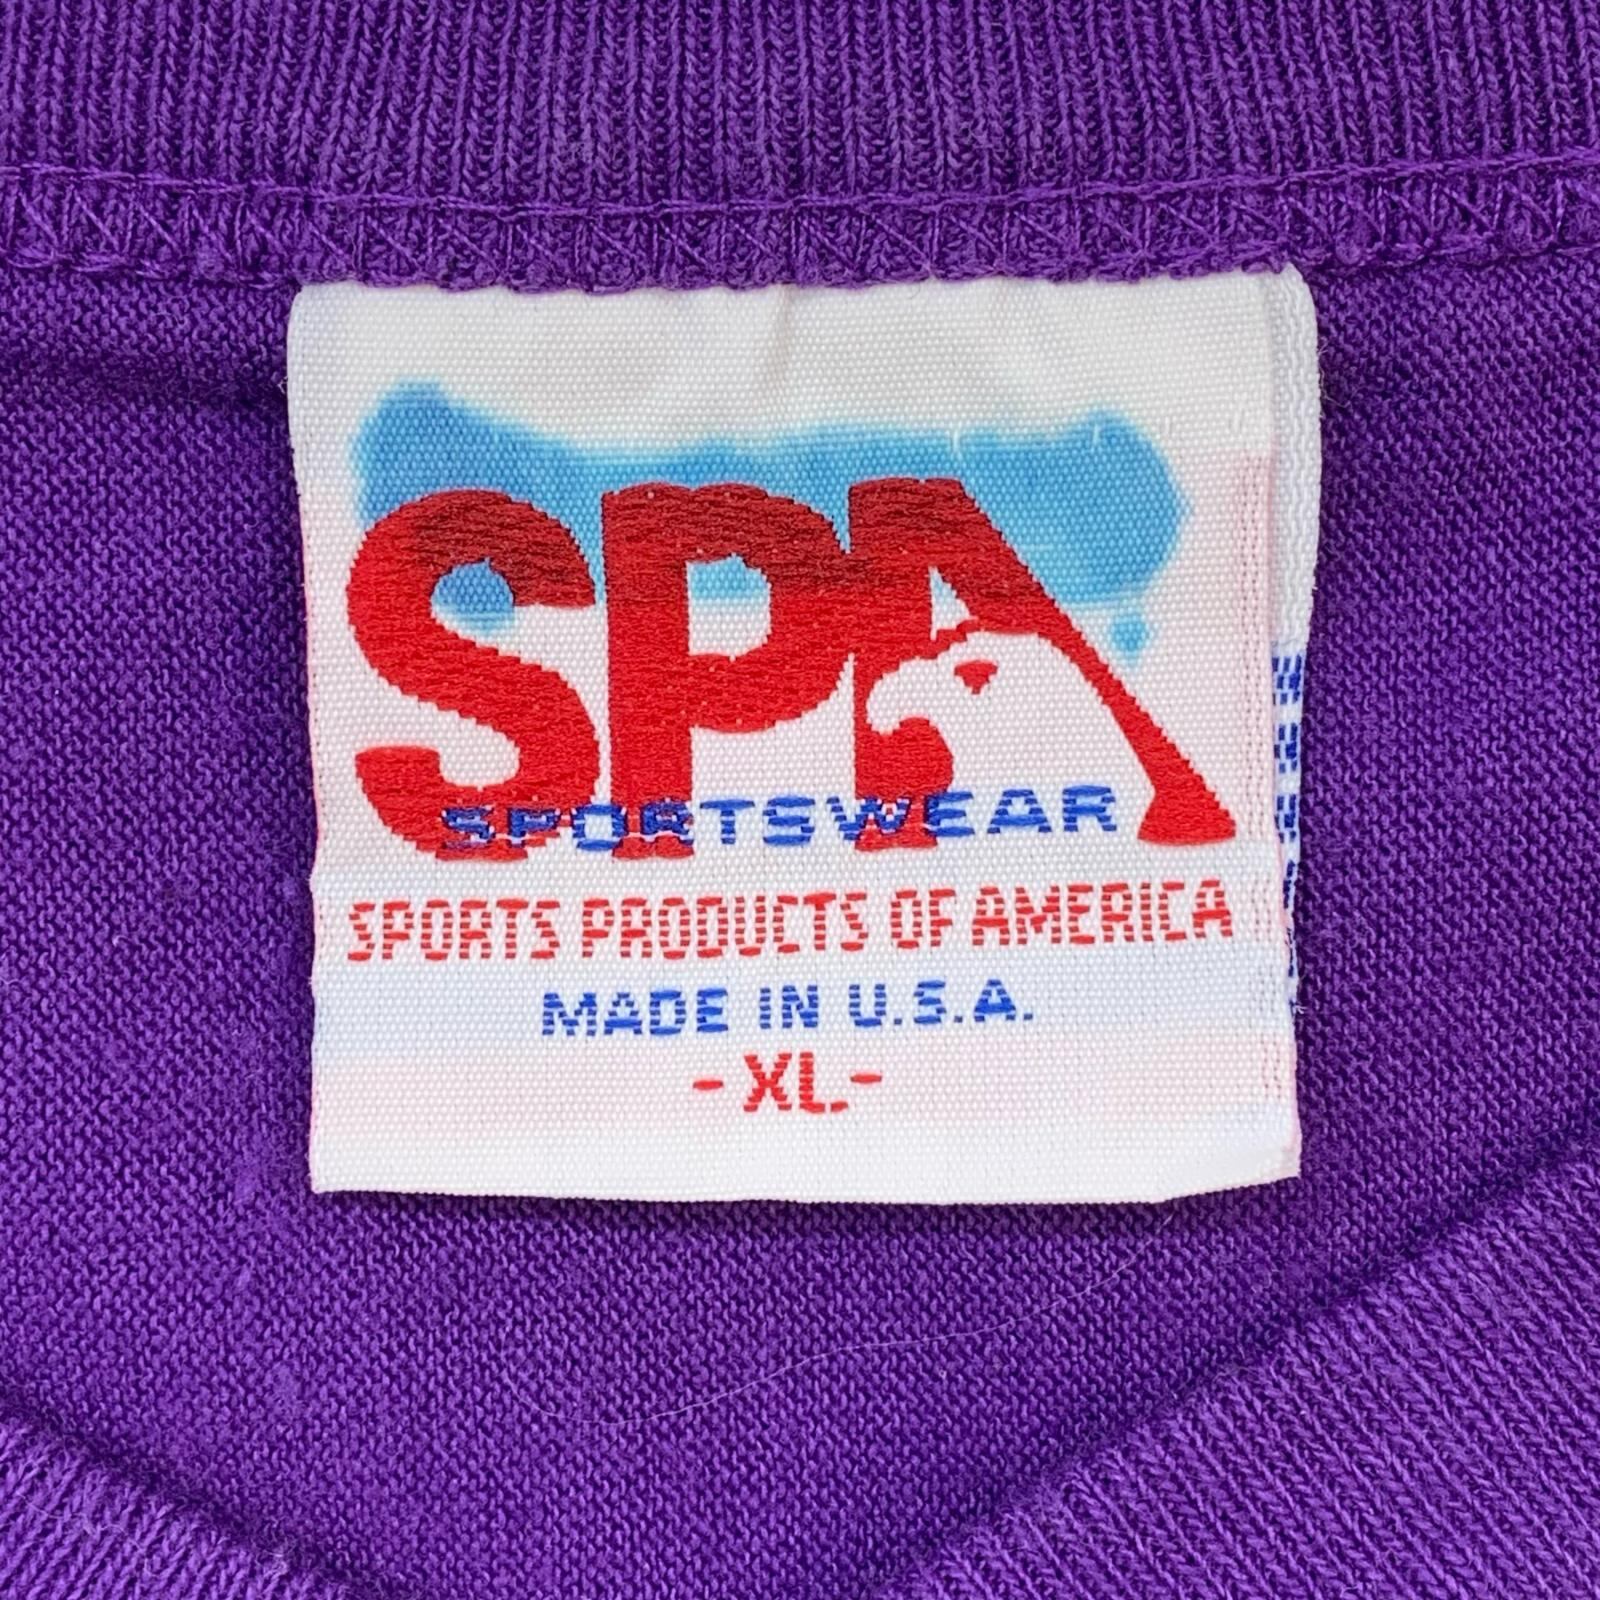 SPA
SPORTSWEAR
SPORTS PRODUCTS OF AMERICA
MADE IN U.S.A.
-XL-